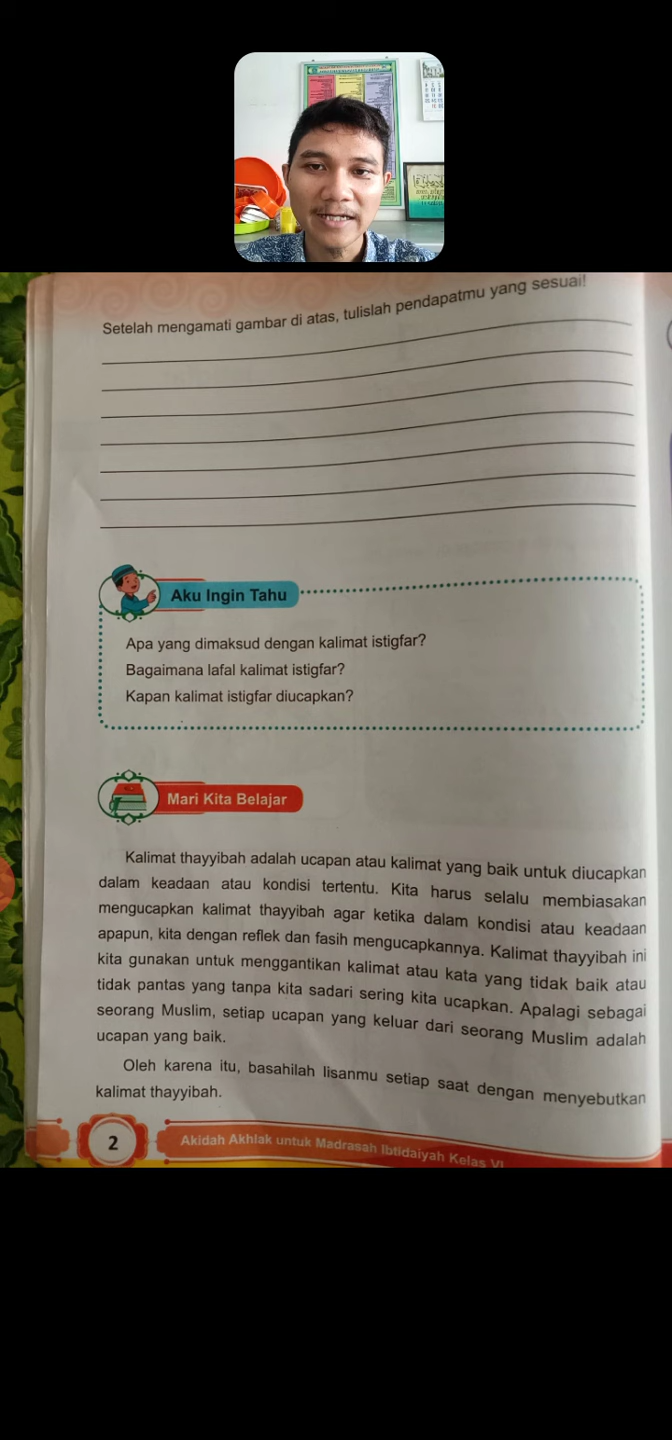 Setelah mengamati gambar di atas, tulislah pendapatmu yang sesuai!
Aku Ingin Tahu
Apa yang dimaksud dengan kalimat istigfar?
Bagaimana lafal kalimat istigfar?
Kapan kalimat istigfar diucapkan?
Mari Kita Belajar
Kalimat thayyibah adalah ucapan atau kalimat yang baik untuk diucapkan
dalam keadaan atau kondisi tertentu. Kita harus selalu membiasakan
mengucapkan kalimat thayyibah agar ketika dalam kondisi atau keadaan
apapun, kita dengan reflek dan fasih mengucapkannya. Kalimat thayyibah ini
kita gunakan untuk menggantikan kalimat atau kata yang tidak baik atau
tidak pantas yang tanpa kita sadari sering kita ucapkan. Apalagi sebagai
seorang Muslim, setiap ucapan yang keluar dari seorang Muslim adalah
ucapan yang baik.
Oleh karena itu, basahilah lisanmu setiap saat dengan menyebutkan
kalimat thayyibah.
2
Akidah Akhlak untuk Madrasah Ibtidaiyah Kelas VI